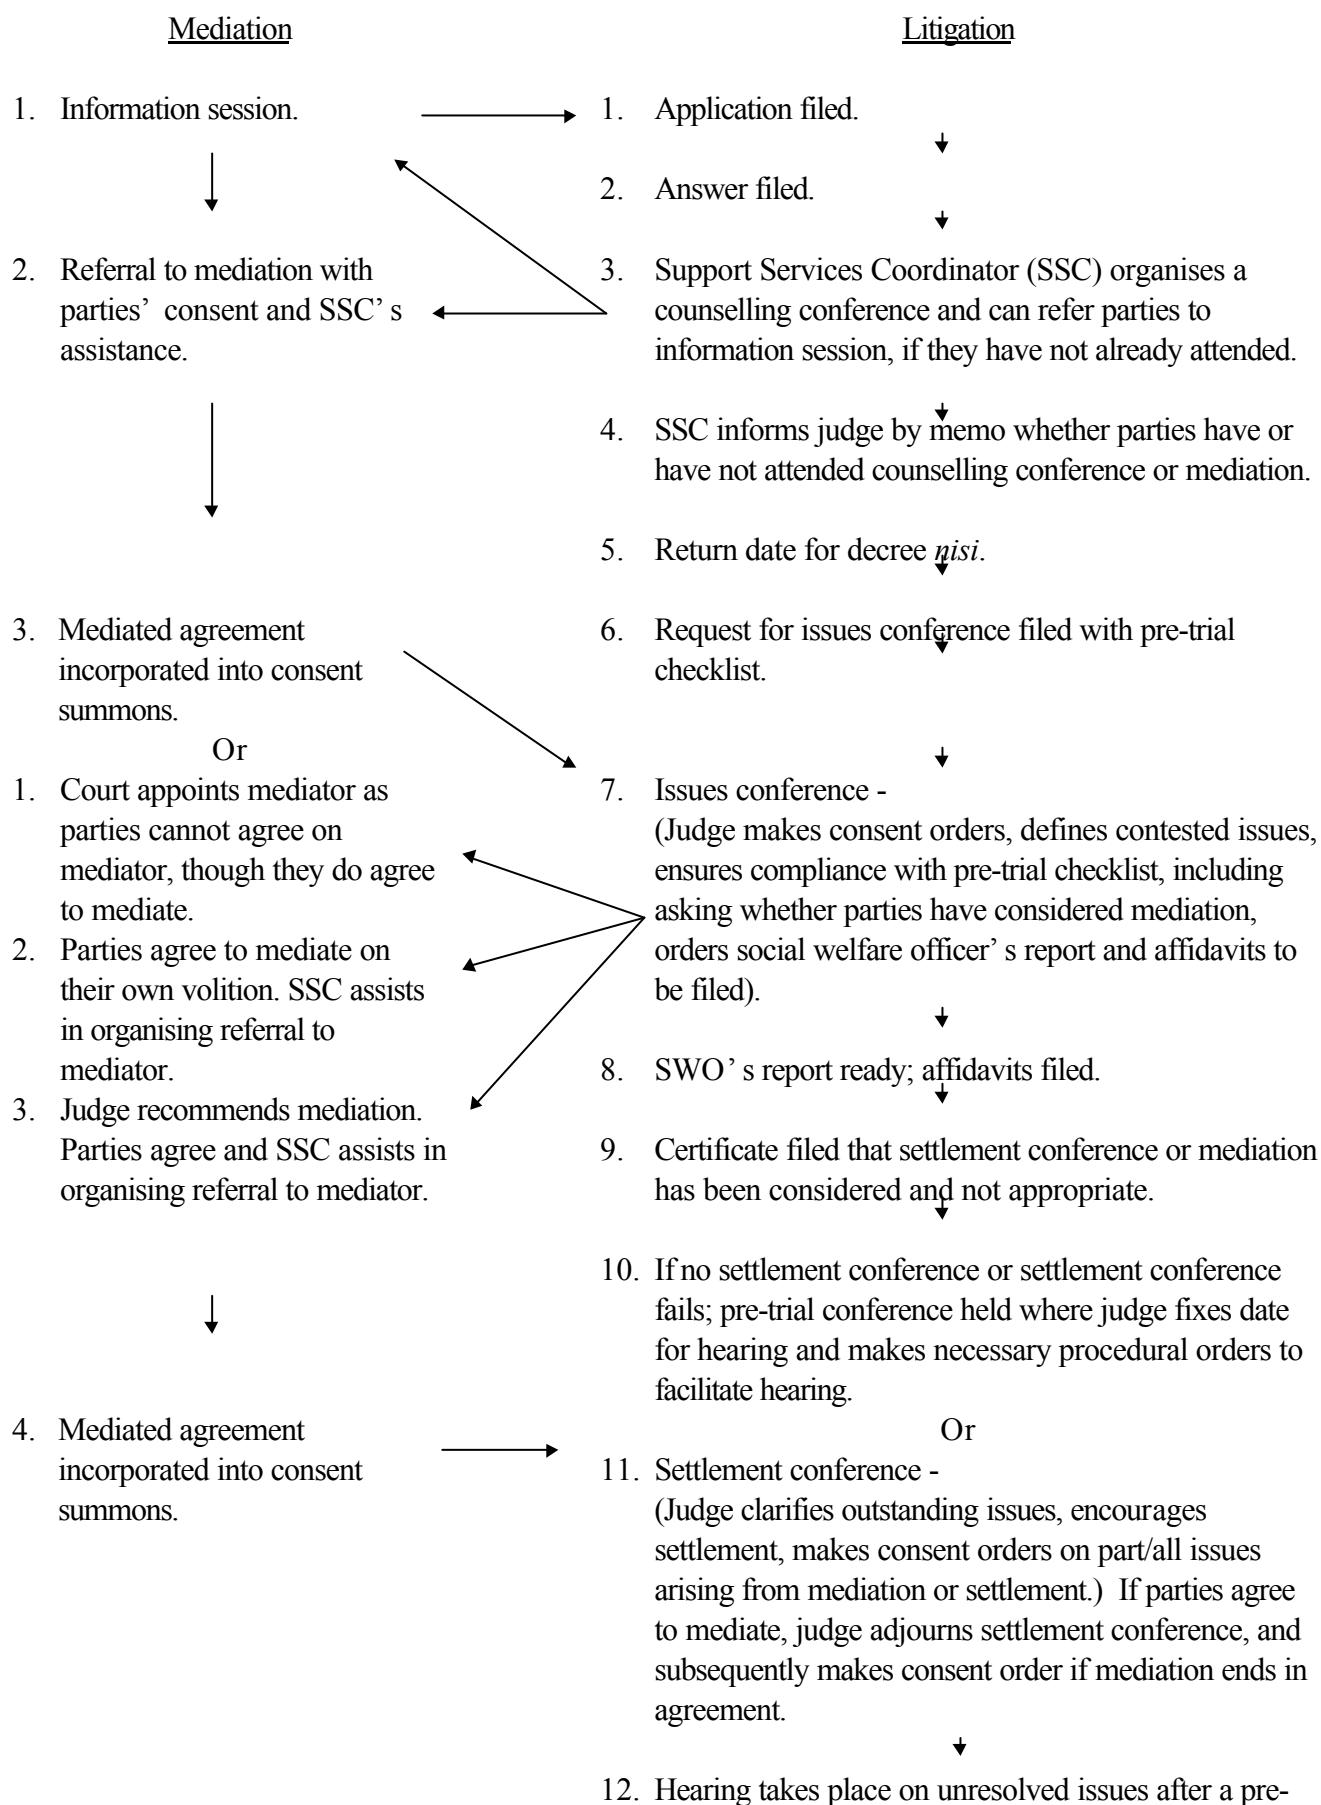 Mediation
1. Information session.
2. Referral to mediation with
parties’ consent and SSC’s
assistance.
3. Mediated agreement
incorporated into consent
summons.
Or
1. Court appoints mediator as
parties cannot agree on
mediator, though they do agree
to mediate.
2. Parties agree to mediate on
their own volition. SSC assists
in organising referral to
mediator.
3. Judge recommends mediation.
Parties agree and SSC assists in
organising referral to mediator.
4. Mediated agreement
incorporated into consent
summons.
Litigation
1. Application filed.
2. Answer filed.
3. Support Services Coordinator (SSC) organises a
counselling conference and can refer parties to
information session, if they have not already attended.
4. SSC informs judge by memo whether parties have or
have not attended counselling conference or mediation.
5. Return date for decree nisi.
6. Request for issues conference filed with pre-trial
checklist.
7. Issues conference -
(Judge makes consent orders, defines contested issues,
ensures compliance with pre-trial checklist, including
asking whether parties have considered mediation,
orders social welfare officer’s report and affidavits to
be filed).
8. SWO’s report ready; affidavits filed.
9. Certificate filed that settlement conference or mediation
has been considered and not appropriate.
10. If no settlement conference or settlement conference
fails; pre-trial conference held where judge fixes date
for hearing and makes necessary procedural orders to
facilitate hearing.
Or
11. Settlement conference -
(Judge clarifies outstanding issues, encourages
settlement, makes consent orders on part/all issues
arising from mediation or settlement.) If parties agree
to mediate, judge adjourns settlement conference, and
subsequently makes consent order if mediation ends in
agreement.
12. Hearing takes place on unresolved issues after a pre-